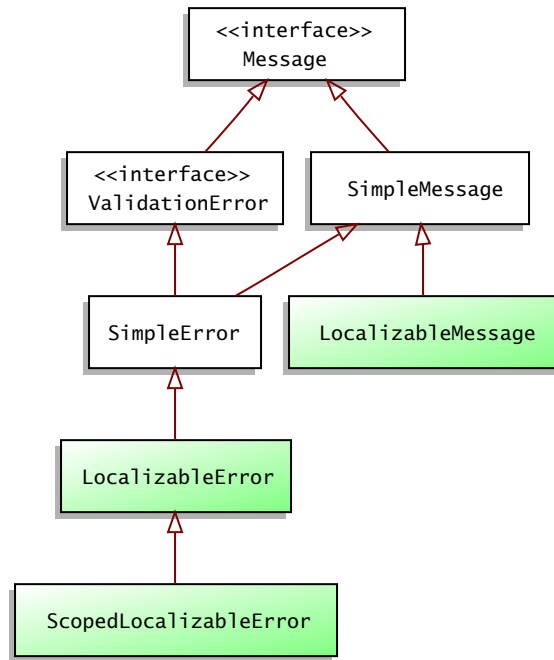 <<interface>>
Message
<<interface>>
ValidationError
SimpleMessage
SimpleError
LocalizableMessage
LocalizableError
ScopedLocalizableError